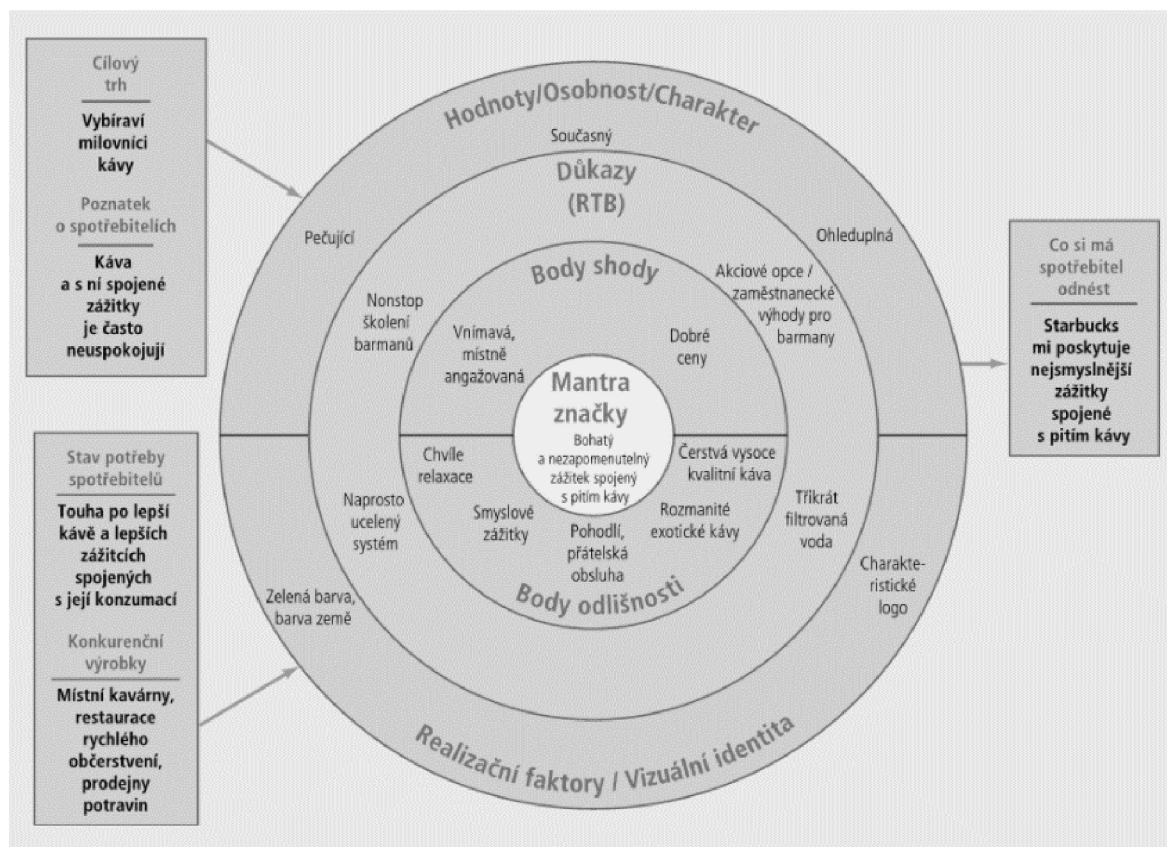 Cílový
trh
Vybíraví
milovníci
kávy
Poznatek
o spotřebitelích
Káva
a s ní spojené
zážitky
je často
neuspokojují
Stav potřeby
spotřebitelů
Touha po lepší
kávě a lepších
zážitcích
spojených
s její konzumací
Konkurenční
výrobky
Místní kavárny,
restaurace
rychlého
občerstvení,
prodejny
potravin
Hodnoty/Osobnost/Charakter
Současný
Pečující
Ohleduplná
Důkazy
(RTB)
Nonstop
školení
barmanů
Akciové opce /
zaměstnanecké
výhody pro
barmany
Body shody
Vnímavá,
místně
angažovaná
Dobré
ceny
Mantra
značky
Bohatý
a nezapomenutelný
zážitek spojený
s pitím kávy
Chvíle
relaxace
Smyslové
zážitky
Pohodlí,
přátelská
obsluha
Rozmanité
exotické kávy
Čerstvá vysoce
kvalitní káva
Body odlišnosti
Naprosto
ucelený
systém
Třikrát
filtrovaná
voda
Zelená barva,
barva země
Charakte-
ristické
logo
Realizační faktory / Vizuální identita
Co si má
spotřebitel
odnést
Starbucks
mi poskytuje
nejsmyslnější
zážitky
spojené
s pitím kávy